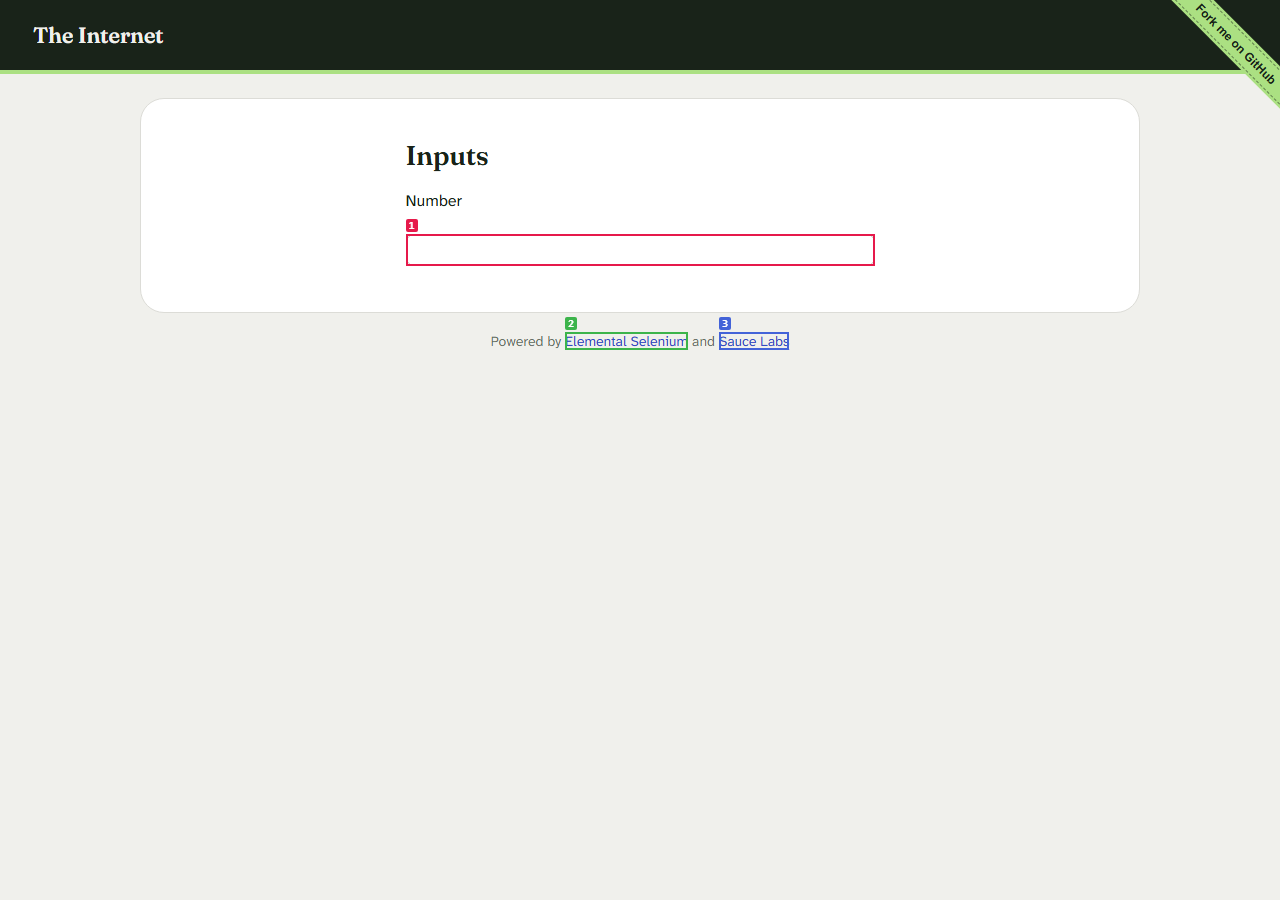 The Internet
Fork me on GitHub
Inputs
Number
1
2
3
Powered by Elemental Selenium and Sauce Labs